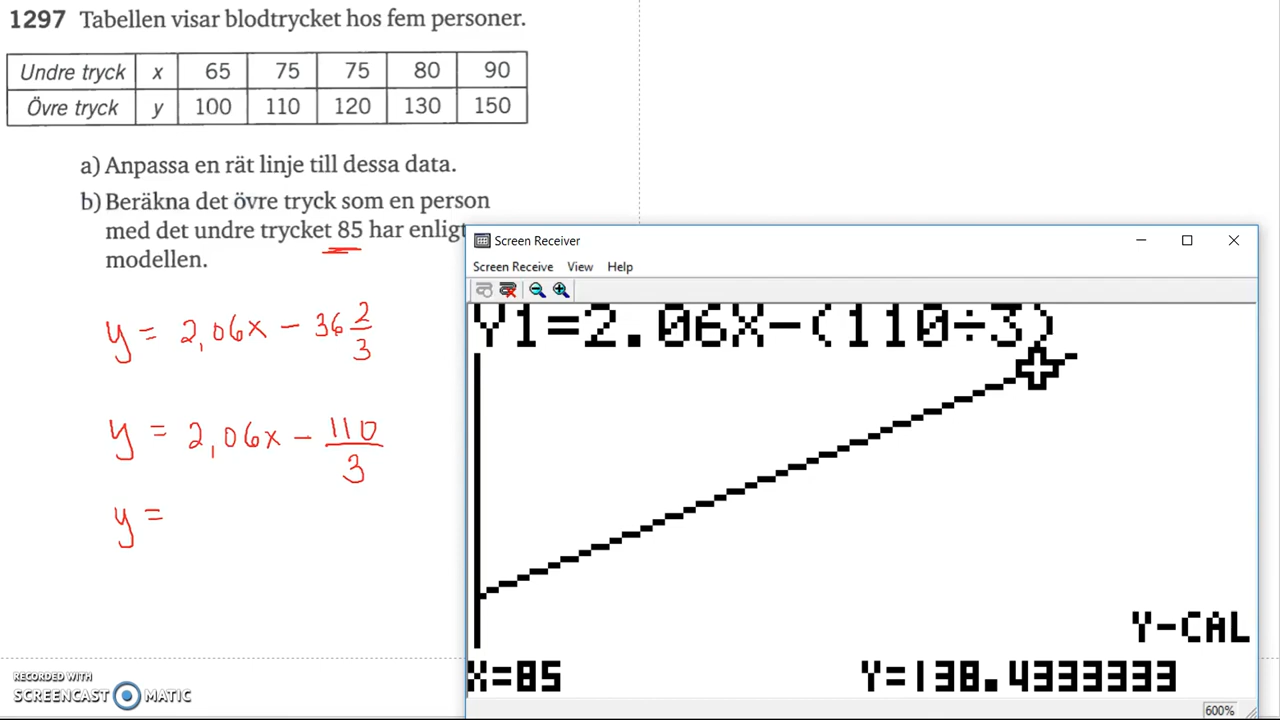 1297 Tabellen visar blodtrycket hos fem personer.
Undre tryck x 65 75 75 80 90
Övre tryck y 100 110 120 130 150
a) Anpassa en rät linje till dessa data.
b) Beräkna det övre tryck som en person
med det undre trycket 85 har enligt
modellen.
y = 2,06x - 36 2/3
y = 2,06x - 110/3
y =
Screen Receiver
Screen Receive View Help
Y1=2.06X-(110÷3)
Y-CAL
X=85 Y=138.4333333
600%
RECORDED WITH
SCREENCAST MATIC